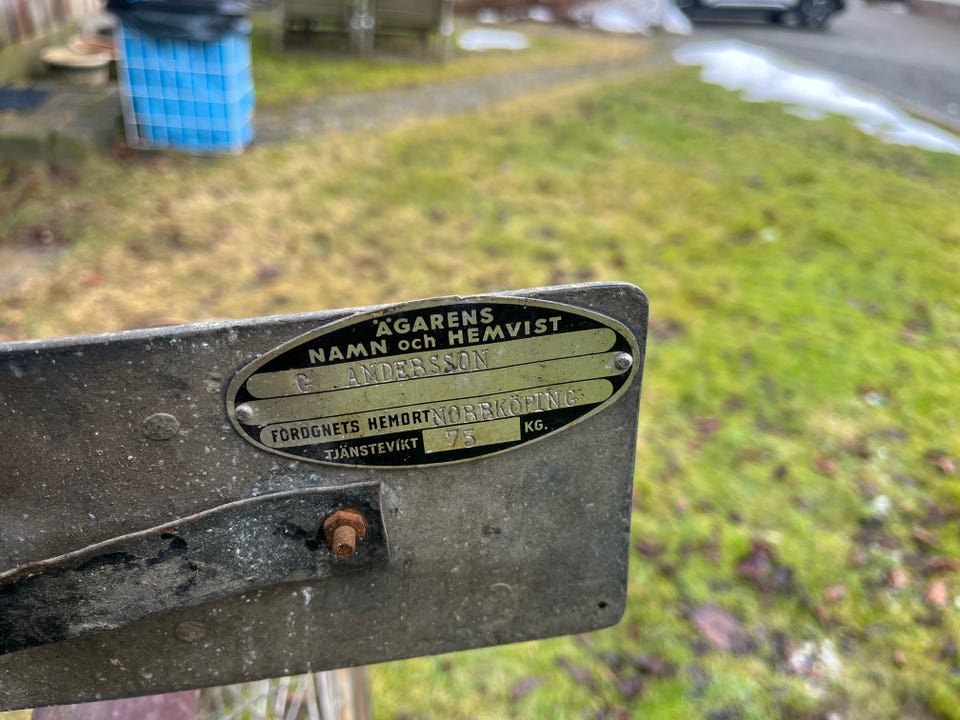 ÄGARENS
NAMN och HEMVIST
G. ANDERSSON
FORDONETS HEMORT NORRKÖPING
TJÄNSTEVIKT 75 KG.